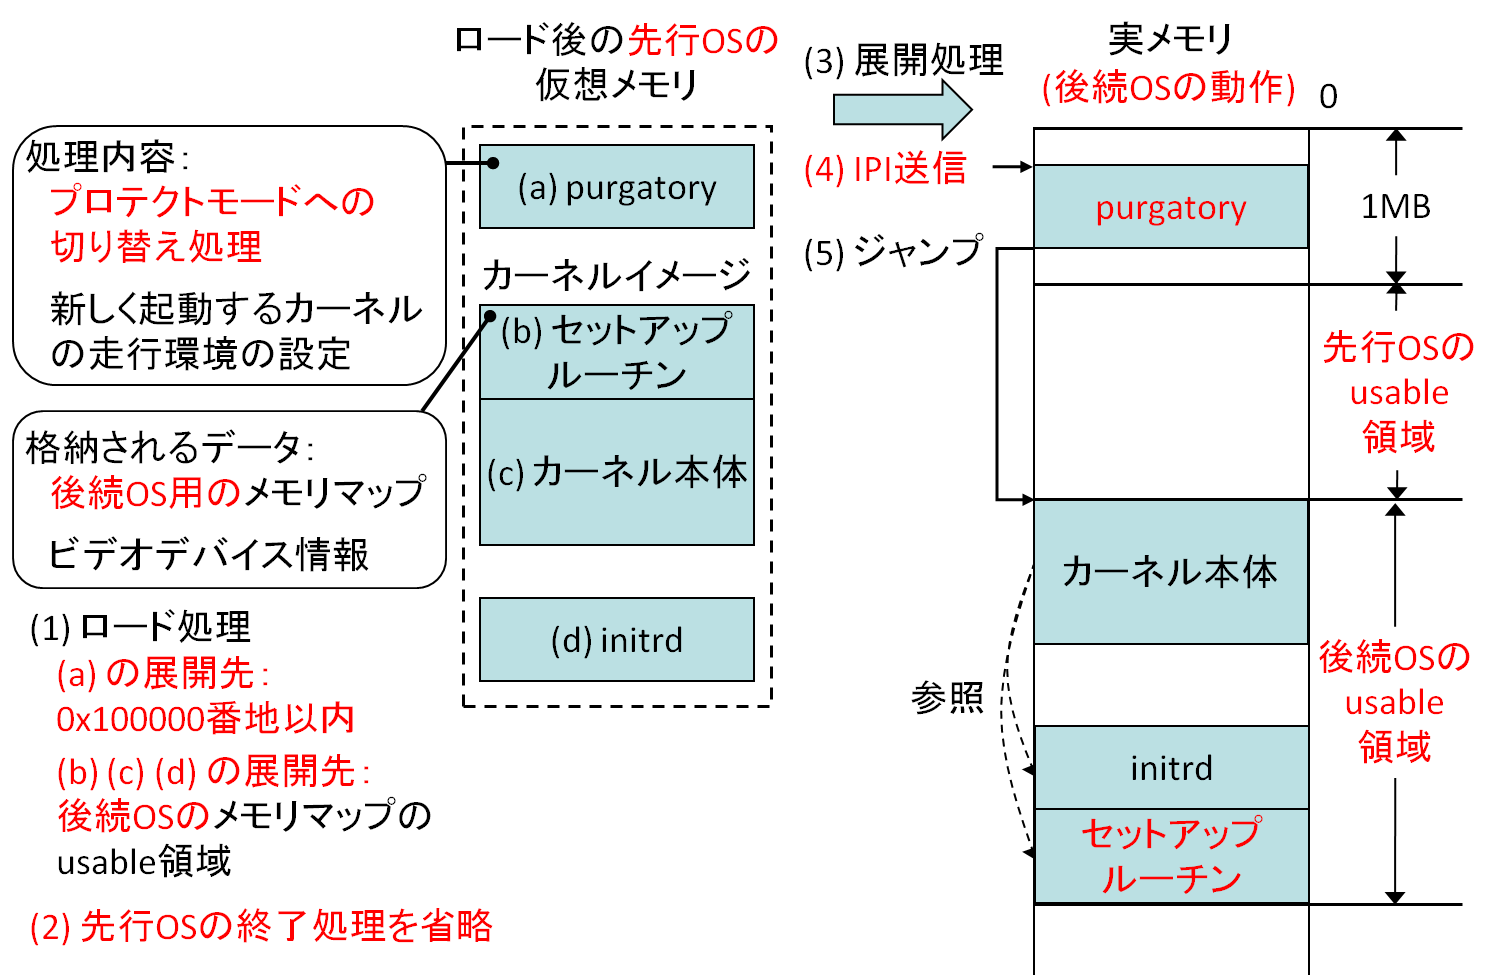 ロード後の先行OSの
仮想メモリ
処理内容：
プロテクトモードへの
切り替え処理
新しく起動するカーネル
の走行環境の設定
格納されるデータ：
後続OS用のメモリマップ
ビデオデバイス情報
(a) purgatory
カーネルイメージ
(b) セットアップ
ルーチン
(c) カーネル本体
(d) initrd
(1) ロード処理
(a) の展開先：
0x100000番地以内
(b) (c) (d) の展開先：
後続OSのメモリマップの
usable領域
(2) 先行OSの終了処理を省略
(3) 展開処理
(4) IPI送信
(5) ジャンプ
参照
実メモリ
(後続OSの動作)
0
purgatory
1MB
先行OSの
usable
領域
カーネル本体
initrd
セットアップ
ルーチン
後続OSの
usable
領域